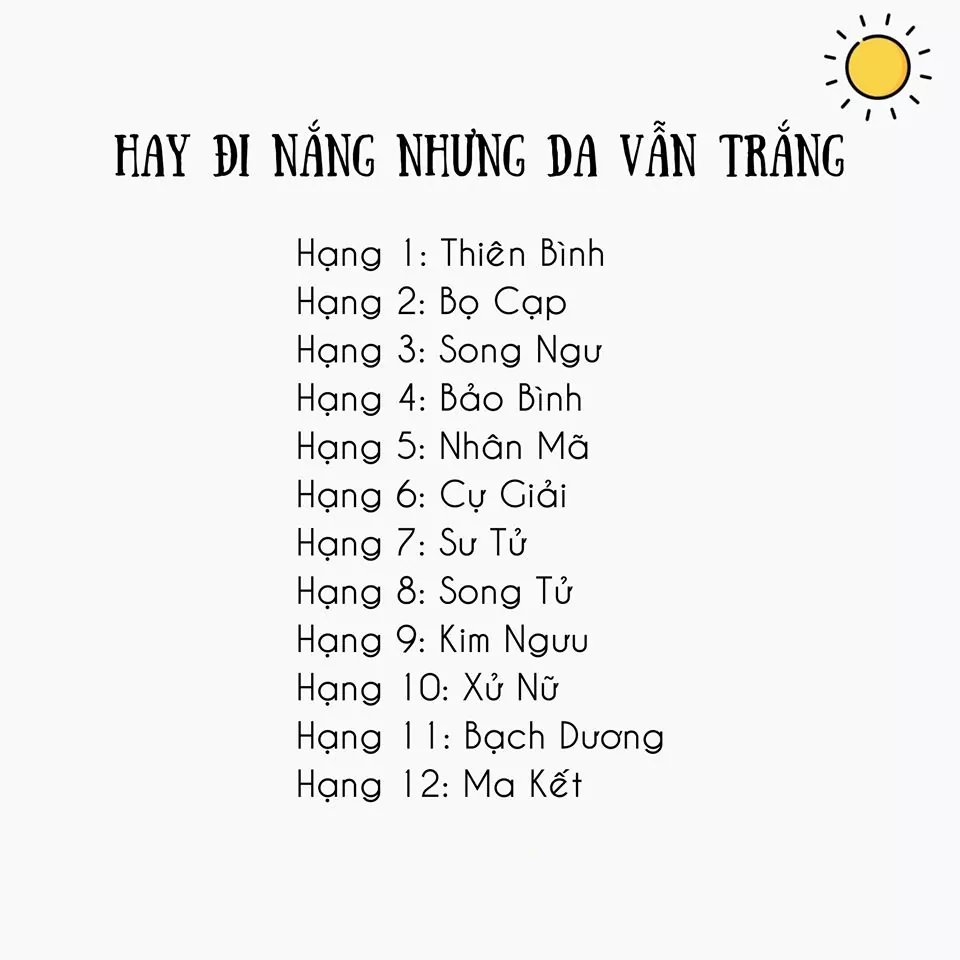 HAY ĐI NẮNG NHƯNG DA VẪN TRẮNG
Hạng 1: Thiên Bình
Hạng 2: Bọ Cạp
Hạng 3: Song Ngư
Hạng 4: Bảo Bình
Hạng 5: Nhân Mã
Hạng 6: Cự Giải
Hạng 7: Sư Tử
Hạng 8: Song Tử
Hạng 9: Kim Ngưu
Hạng 10: Xử Nữ
Hạng 11: Bạch Dương
Hạng 12: Ma Kết